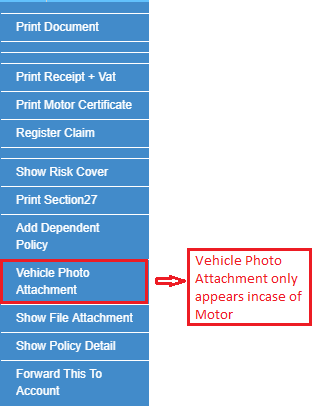 Print Document
Print Receipt + Vat
Print Motor Certificate
Register Claim
Show Risk Cover
Print Section27
Add Dependent
Policy
Vehicle Photo
Attachment
Vehicle Photo
Attachment only
appears incase of
Motor
Show File Attachment
Show Policy Detail
Forward This To
Account